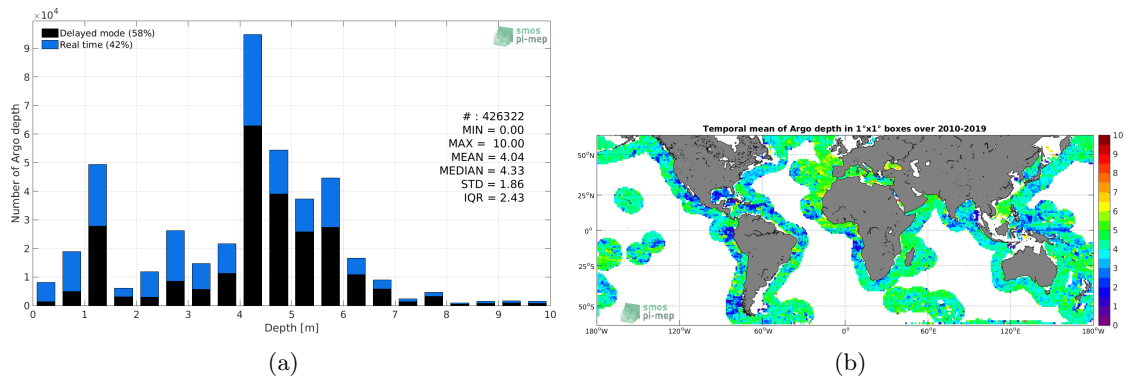 ×10⁴
Delayed mode (58%)
Real time (42%)
smos
pi-mep
9
8
7
6
5
4
3
2
1
0
Number of Argo depth
# : 426322
MIN = 0.00
MAX = 10.00
MEAN = 4.04
MEDIAN = 4.33
STD = 1.86
IQR = 2.43
0 1 2 3 4 5 6 7 8 9 10
Depth [m]
(a)
Temporal mean of Argo depth in 1°x1° boxes over 2010-2019
50°N
25°N
0°
25°S
50°S
180°W 120°W 60°W 0° 60°E 120°E 180°E
smos
pi-mep
10
9
8
7
6
5
4
3
2
1
0
(b)